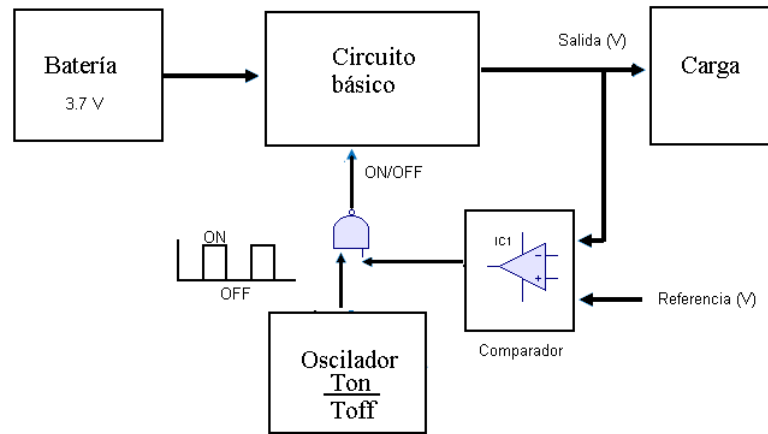 Batería
3.7 V
Circuito
básico
Salida (V)
Carga
ON/OFF
ON
OFF
IC1
-
+
Referencia (V)
Comparador
Oscilador
Ton
Toff